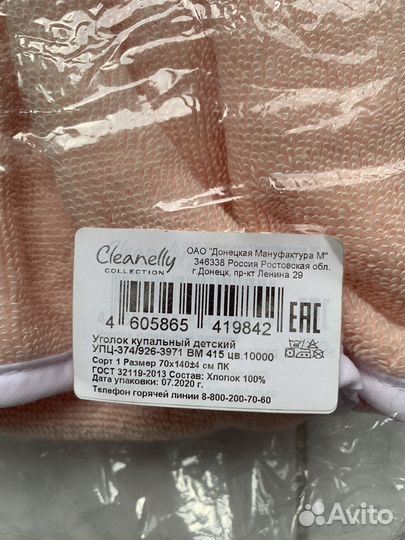 Cleanelly
COLLECTION
ОАО "Донецкая Мануфактура М"
346338 Россия Ростовская обл.
г.Донецк, пр-кт Ленина 29
4 605865 419842
EAC
Уголок купальный детский
УПЦ-374/926-3971 ВМ 415 цв.10000
Сорт 1 Размер 70х140±4 см ПК
ГОСТ 32119-2013 Состав: Хлопок 100%
Дата упаковки: 07.2020 г.
Телефон горячей линии 8-800-200-70-60
Avito